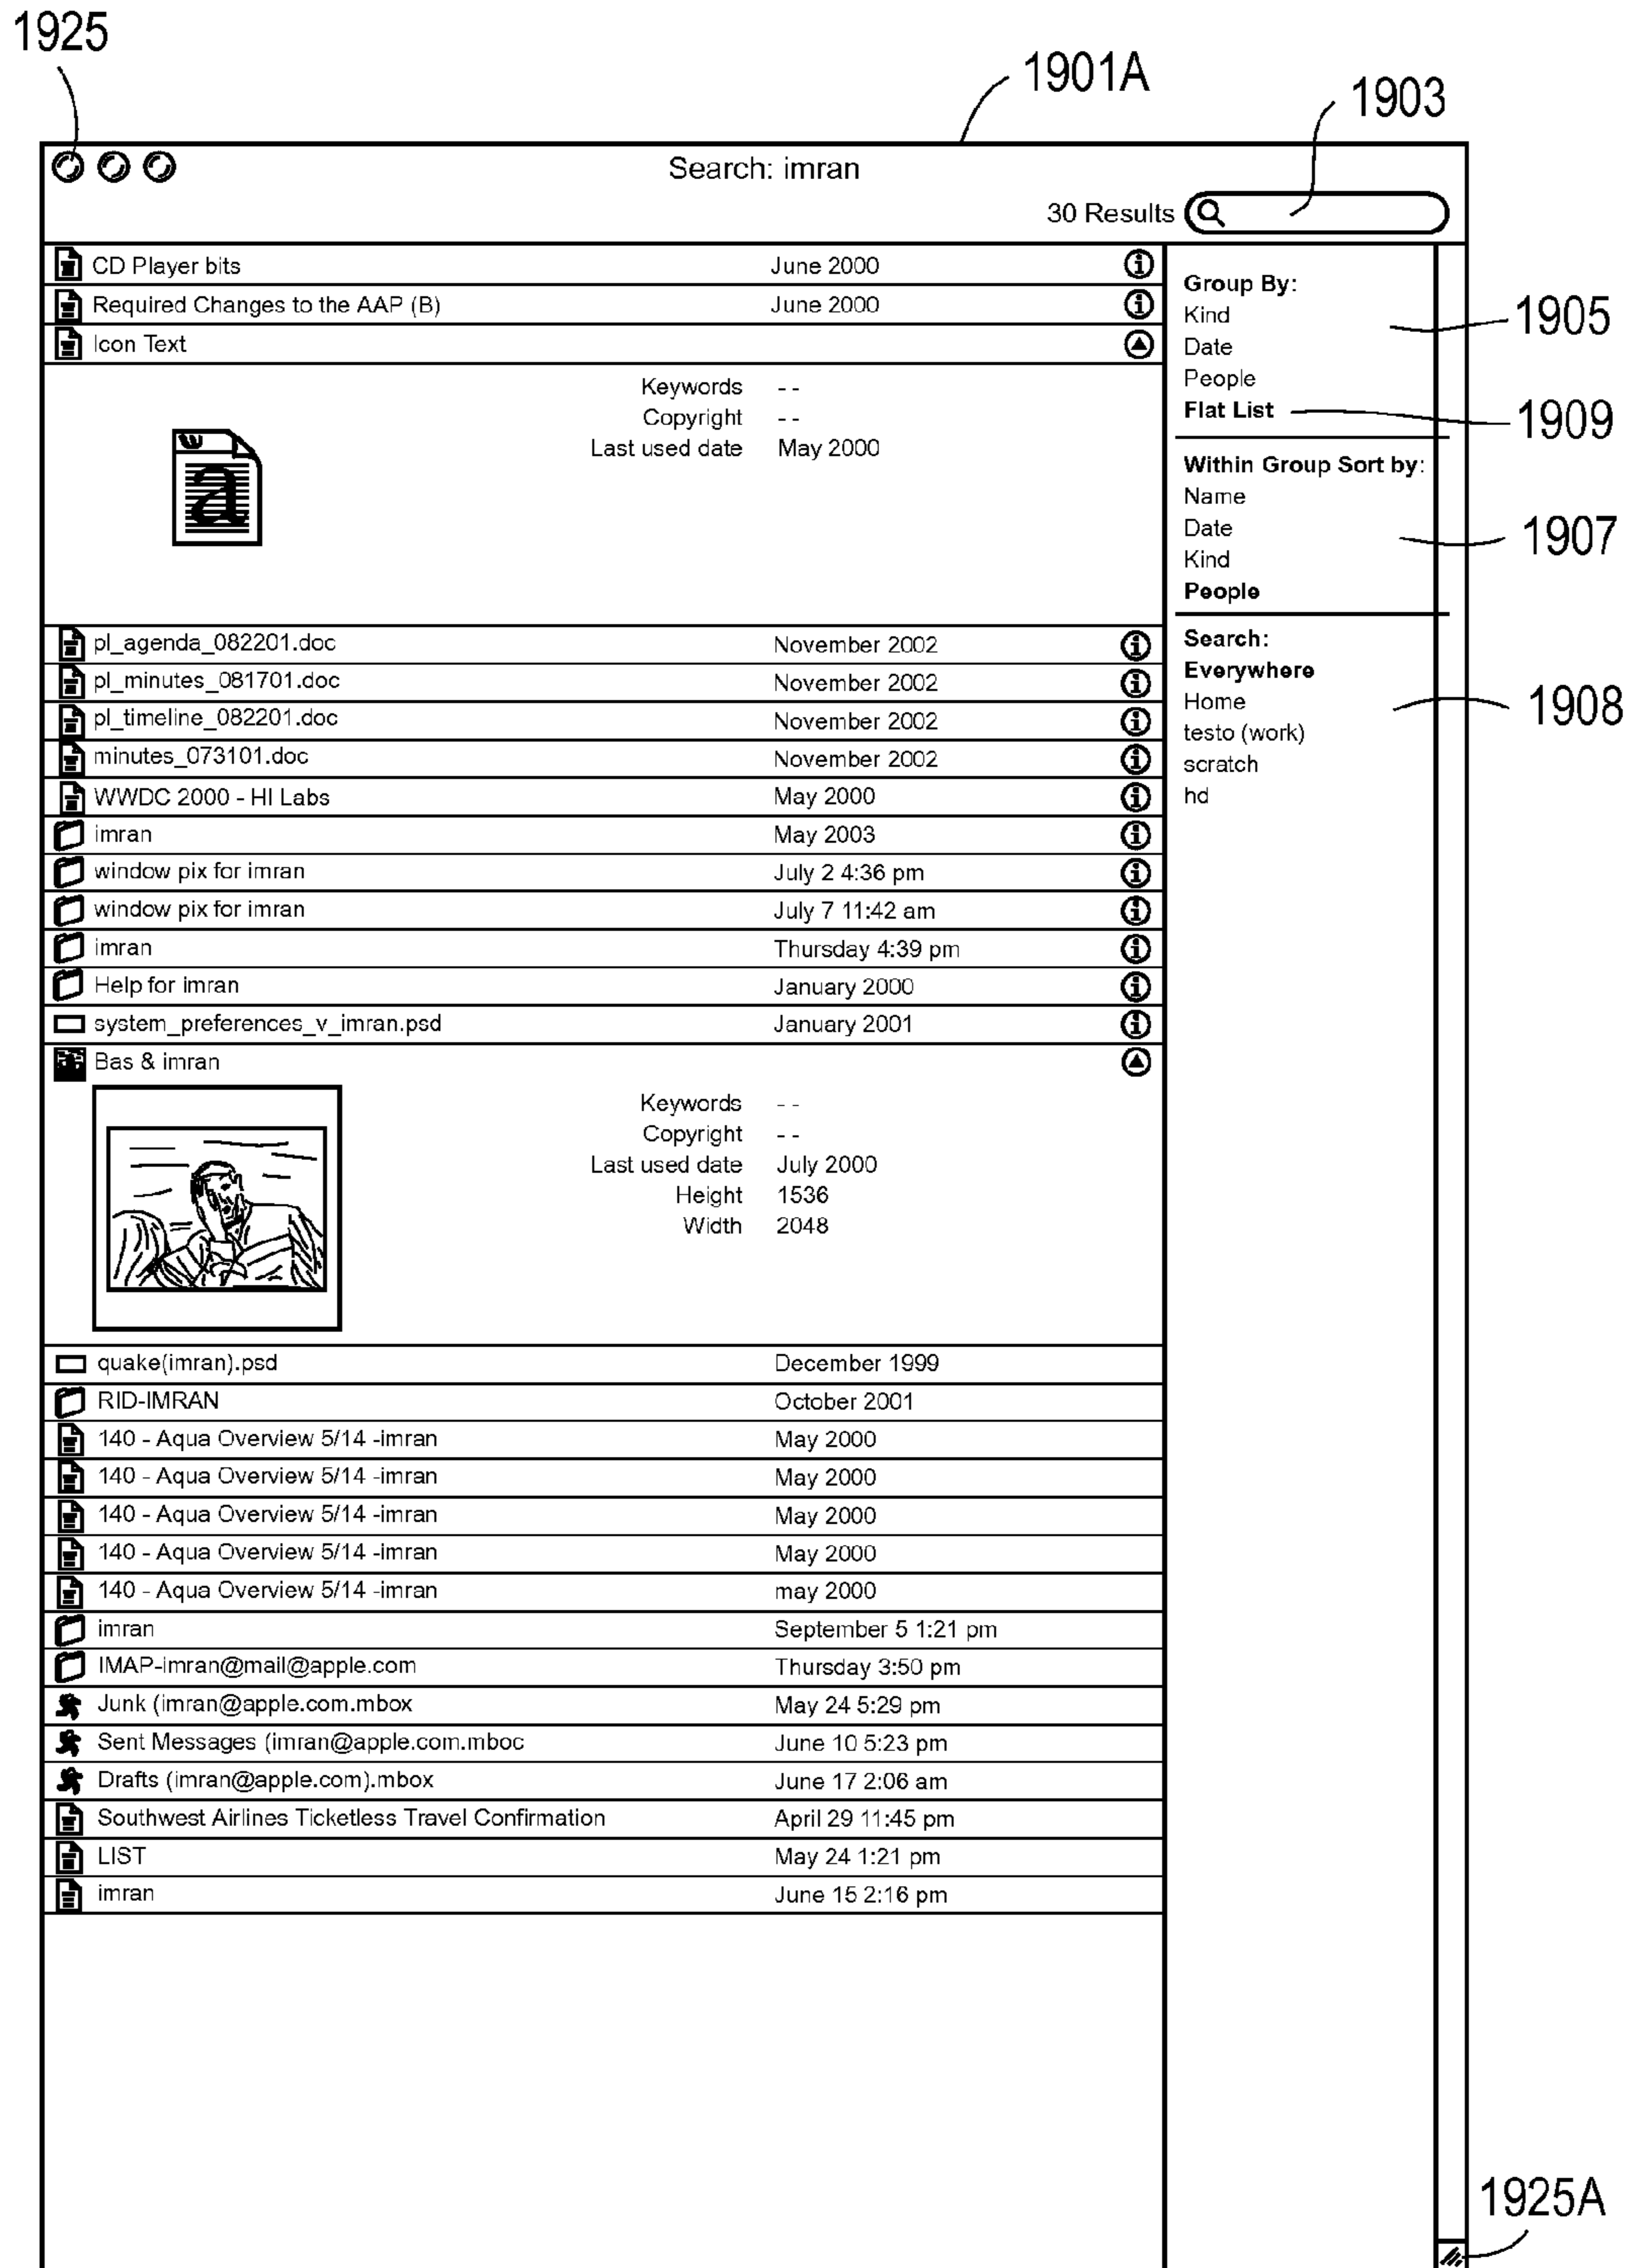 1925
1901A
1903
Search: imran
30 Results
CD Player bits June 2000
Required Changes to the AAP (B) June 2000
Icon Text
Keywords - -
Copyright - -
Last used date May 2000
pl_agenda_082201.doc November 2002
pl_minutes_081701.doc November 2002
pl_timeline_082201.doc November 2002
minutes_073101.doc November 2002
WWDC 2000 - HI Labs May 2000
imran May 2003
window pix for imran July 2 4:36 pm
window pix for imran July 7 11:42 am
imran Thursday 4:39 pm
Help for imran January 2000
system_preferences_v_imran.psd January 2001
Bas & imran
Keywords - -
Copyright - -
Last used date July 2000
Height 1536
Width 2048
quake(imran).psd December 1999
RID-IMRAN October 2001
140 - Aqua Overview 5/14 -imran May 2000
140 - Aqua Overview 5/14 -imran May 2000
140 - Aqua Overview 5/14 -imran May 2000
140 - Aqua Overview 5/14 -imran May 2000
140 - Aqua Overview 5/14 -imran may 2000
imran September 5 1:21 pm
IMAP-imran@mail@apple.com Thursday 3:50 pm
Junk (imran@apple.com.mbox May 24 5:29 pm
Sent Messages (imran@apple.com.mboc June 10 5:23 pm
Drafts (imran@apple.com).mbox June 17 2:06 am
Southwest Airlines Ticketless Travel Confirmation April 29 11:45 pm
LIST May 24 1:21 pm
imran June 15 2:16 pm
Group By:
Kind
Date
People
Flat List
1905
1909
Within Group Sort by:
Name
Date
Kind
People
1907
Search:
Everywhere
Home
testo (work)
scratch
hd
1908
1925A